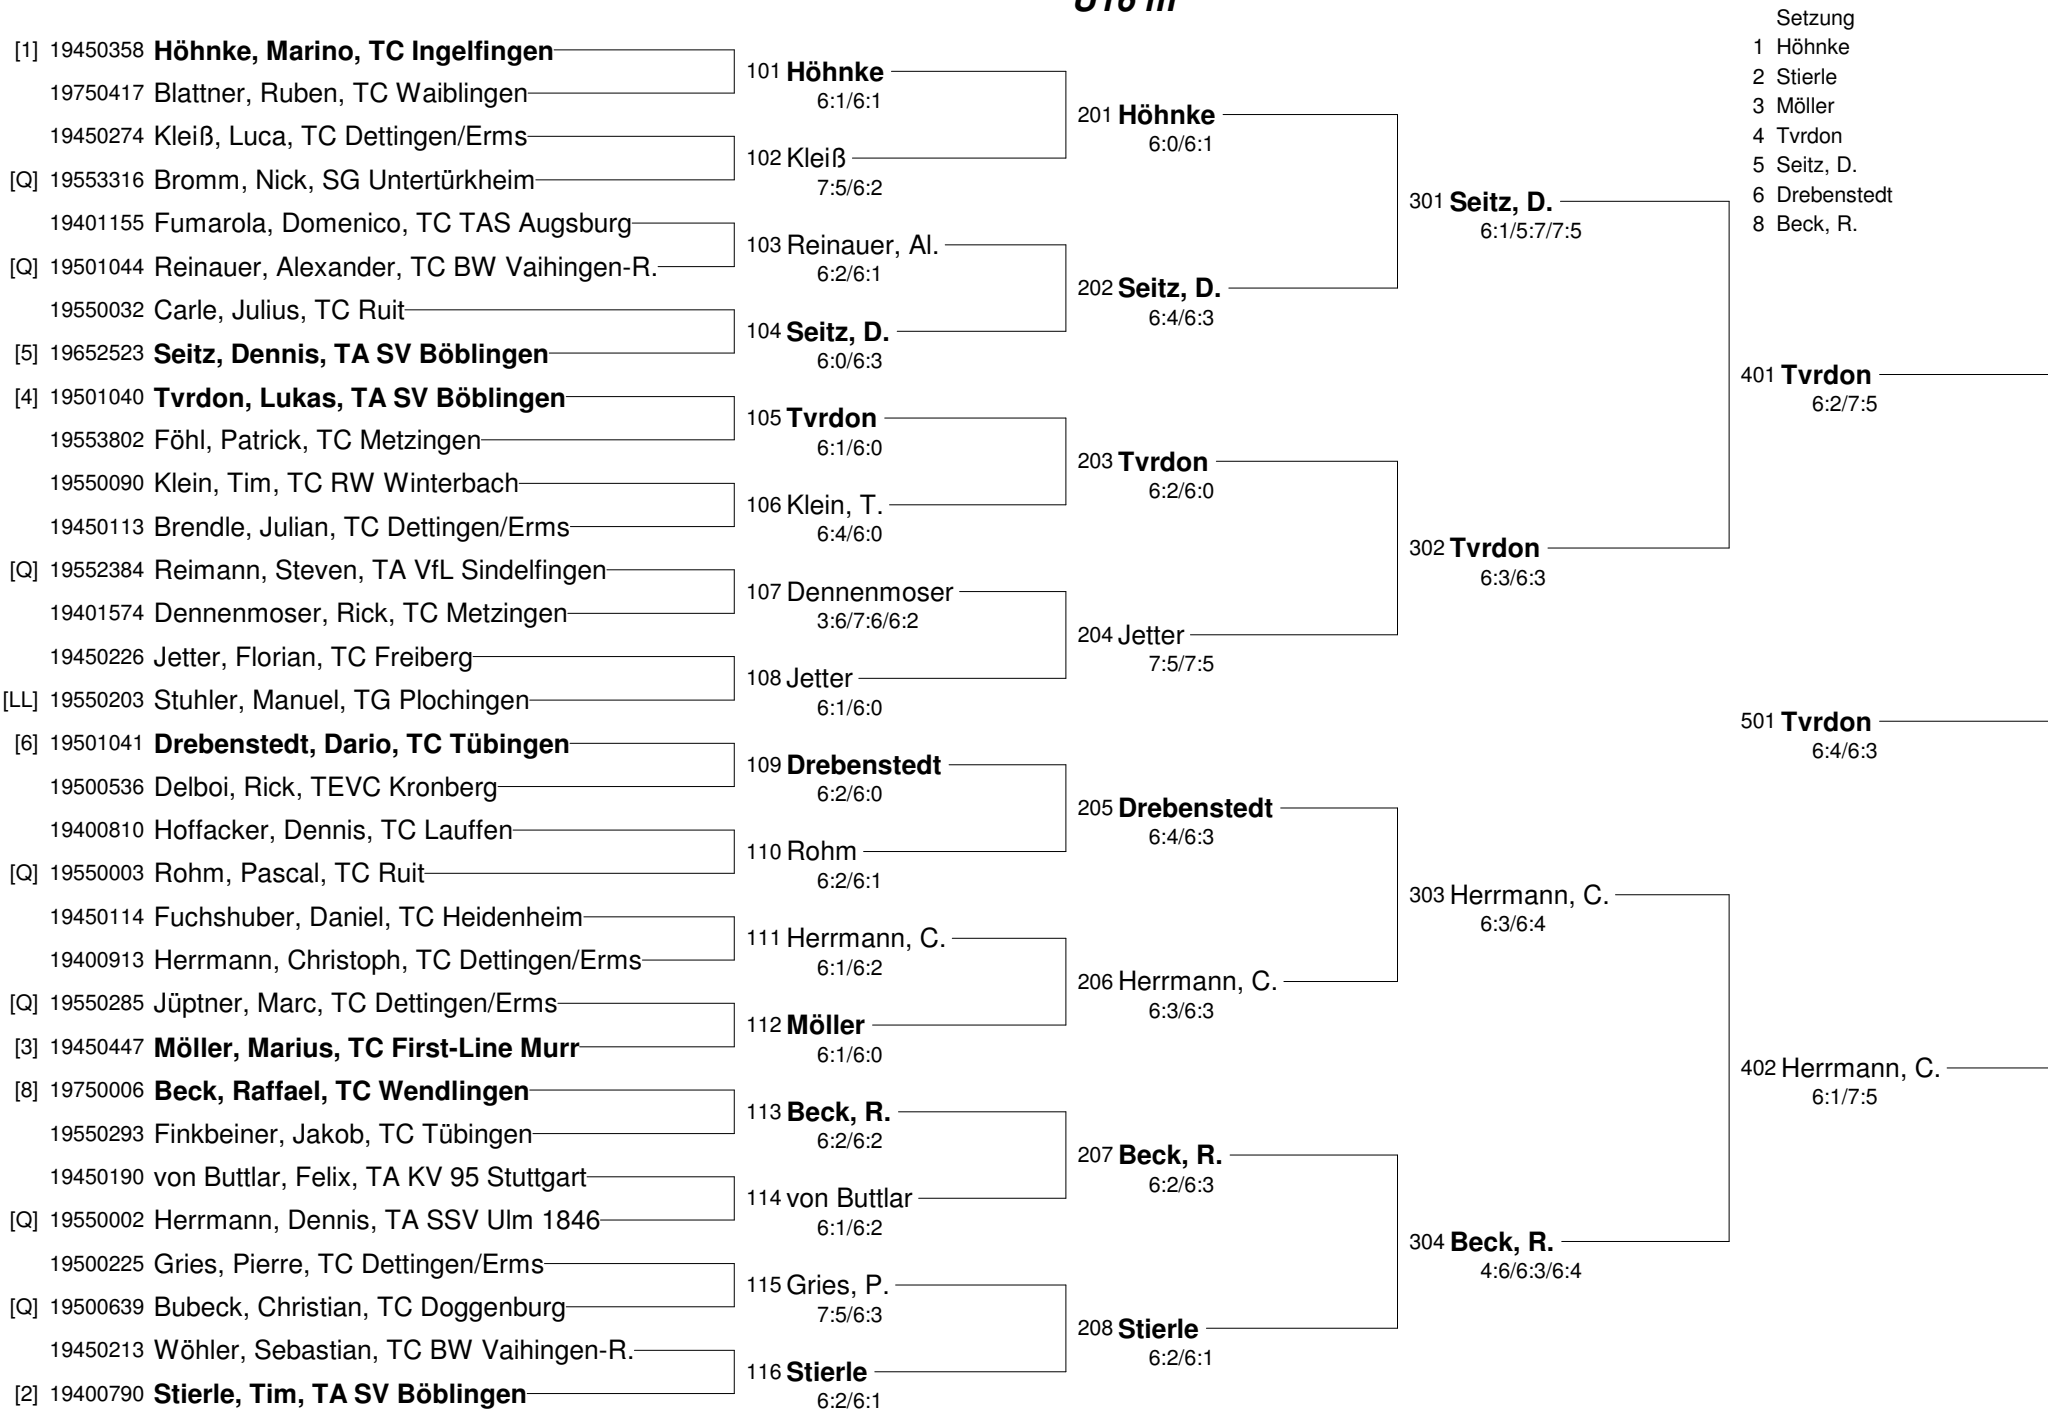 U16 m
[1] 19450358 Höhnke, Marino, TC Ingelfingen
19750417 Blattner, Ruben, TC Waiblingen
19450274 Kleiß, Luca, TC Dettingen/Erms
[Q] 19553316 Bromm, Nick, SG Untertürkheim
19401155 Fumarola, Domenico, TC TAS Augsburg
[Q] 19501044 Reinauer, Alexander, TC BW Vaihingen-R.
19550032 Carle, Julius, TC Ruit
[5] 19652523 Seitz, Dennis, TA SV Böblingen
[4] 19501040 Tvrdon, Lukas, TA SV Böblingen
19553802 Föhl, Patrick, TC Metzingen
19550090 Klein, Tim, TC RW Winterbach
19450113 Brendle, Julian, TC Dettingen/Erms
[Q] 19552384 Reimann, Steven, TA VfL Sindelfingen
19401574 Dennenmoser, Rick, TC Metzingen
19450226 Jetter, Florian, TC Freiberg
[LL] 19550203 Stuhler, Manuel, TG Plochingen
[6] 19501041 Drebenstedt, Dario, TC Tübingen
19500536 Delboi, Rick, TEVC Kronberg
19400810 Hoffacker, Dennis, TC Lauffen
[Q] 19550003 Rohm, Pascal, TC Ruit
19450114 Fuchshuber, Daniel, TC Heidenheim
19400913 Herrmann, Christoph, TC Dettingen/Erms
[Q] 19550285 Jüptner, Marc, TC Dettingen/Erms
[3] 19450447 Möller, Marius, TC First-Line Murr
[8] 19750006 Beck, Raffael, TC Wendlingen
19550293 Finkbeiner, Jakob, TC Tübingen
19450190 von Buttlar, Felix, TA KV 95 Stuttgart
[Q] 19550002 Herrmann, Dennis, TA SSV Ulm 1846
19500225 Gries, Pierre, TC Dettingen/Erms
[Q] 19500639 Bubeck, Christian, TC Doggenburg
19450213 Wöhler, Sebastian, TC BW Vaihingen-R.
[2] 19400790 Stierle, Tim, TA SV Böblingen
101 Höhnke
6:1/6:1
102 Kleiß
7:5/6:2
103 Reinauer, Al.
6:2/6:1
104 Seitz, D.
6:0/6:3
105 Tvrdon
6:1/6:0
106 Klein, T.
6:4/6:0
107 Dennenmoser
3:6/7:6/6:2
108 Jetter
6:1/6:0
109 Drebenstedt
6:2/6:0
110 Rohm
6:2/6:1
111 Herrmann, C.
6:1/6:2
112 Möller
6:1/6:0
113 Beck, R.
6:2/6:2
114 von Buttlar
6:1/6:2
115 Gries, P.
7:5/6:3
116 Stierle
6:2/6:1
201 Höhnke
6:0/6:1
202 Seitz, D.
6:4/6:3
203 Tvrdon
6:2/6:0
204 Jetter
7:5/7:5
205 Drebenstedt
6:4/6:3
206 Herrmann, C.
6:3/6:3
207 Beck, R.
6:2/6:3
208 Stierle
6:2/6:1
301 Seitz, D.
6:1/5:7/7:5
302 Tvrdon
6:3/6:3
303 Herrmann, C.
6:3/6:4
304 Beck, R.
4:6/6:3/6:4
Setzung
1 Höhnke
2 Stierle
3 Möller
4 Tvrdon
5 Seitz, D.
6 Drebenstedt
8 Beck, R.
401 Tvrdon
6:2/7:5
501 Tvrdon
6:4/6:3
402 Herrmann, C.
6:1/7:5